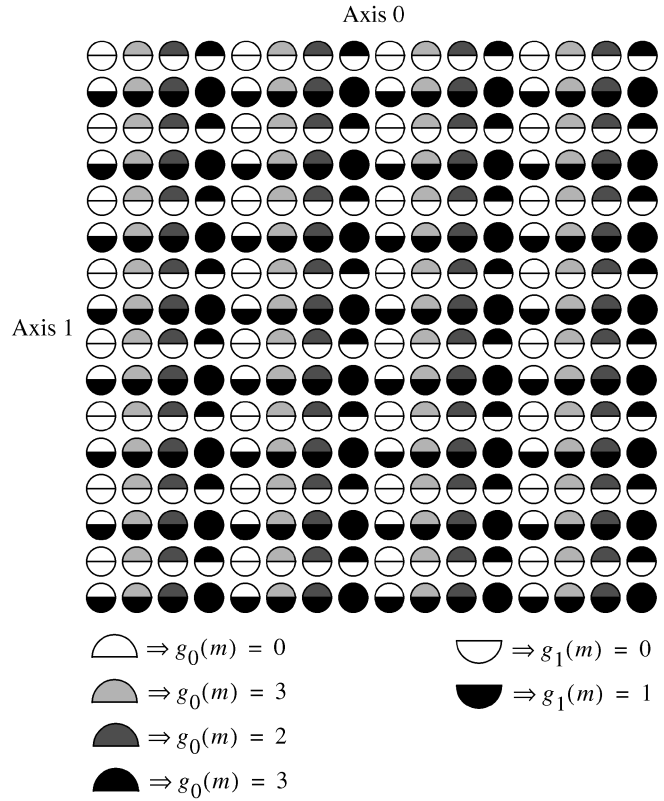 Axis 0
Axis 1
⇒ g₀(m) = 0
⇒ g₁(m) = 0
⇒ g₀(m) = 3
⇒ g₁(m) = 1
⇒ g₀(m) = 2
⇒ g₀(m) = 3